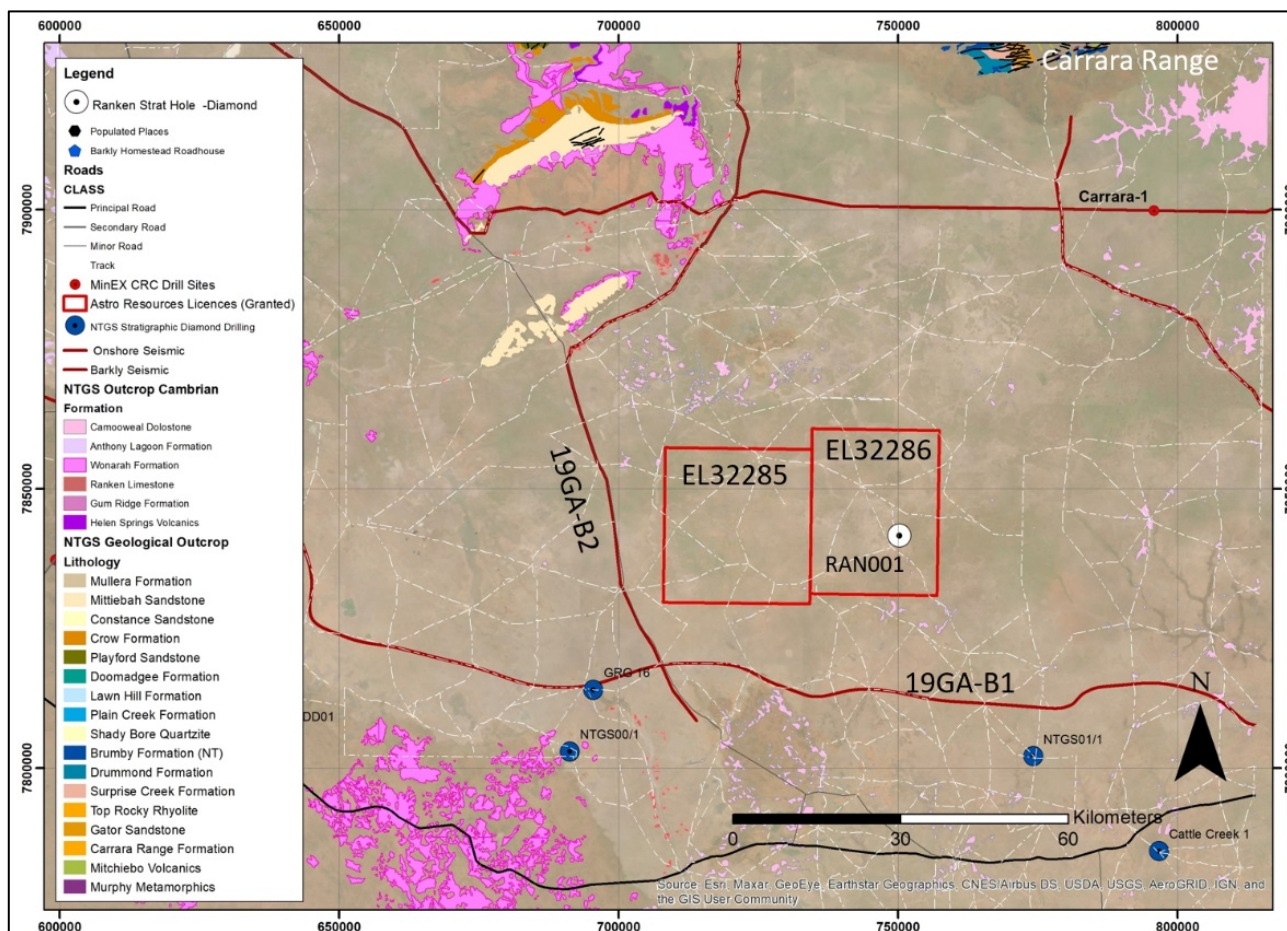 600000 650000 700000 750000 800000
Legend
Ranken Strat Hole -Diamond
Populated Places
Barkly Homestead Roadhouse
Roads
CLASS
Principal Road
Secondary Road
Minor Road
Track
MinEX CRC Drill Sites
Astro Resources Licences (Granted)
NTGS Stratigraphic Diamond Drilling
Onshore Seismic
Barkly Seismic
NTGS Outcrop Cambrian
Formation
Camooweal Dolostone
Anthony Lagoon Formation
Wonarah Formation
Ranken Limestone
Gum Ridge Formation
Helen Springs Volcanics
NTGS Geological Outcrop
Lithology
Mullera Formation
Mittiebah Sandstone
Constance Sandstone
Crow Formation
Playford Sandstone
Doomadgee Formation
Lawn Hill Formation
Plain Creek Formation
Shady Bore Quartzite
Brumby Formation (NT)
Drummond Formation
Surprise Creek Formation
Top Rocky Rhyolite
Gator Sandstone
Carrara Range Formation
Mitchiebo Volcanics
Murphy Metamorphics
Carrara Range
Carrara-1
7900000
EL32286
EL32285
19GA-B2
7850000
RAN001
GRG 16
19GA-B1
N
DD01
NTGS00/1
NTGS01/1
7800000
Kilometers
0 30 60
Cattle Creek 1
Source: Esri, Maxar, GeoEye, Earthstar Geographics, CNES/Airbus DS, USDA, USGS, AeroGRID, IGN, and
the GIS User Community
600000 650000 700000 750000 800000